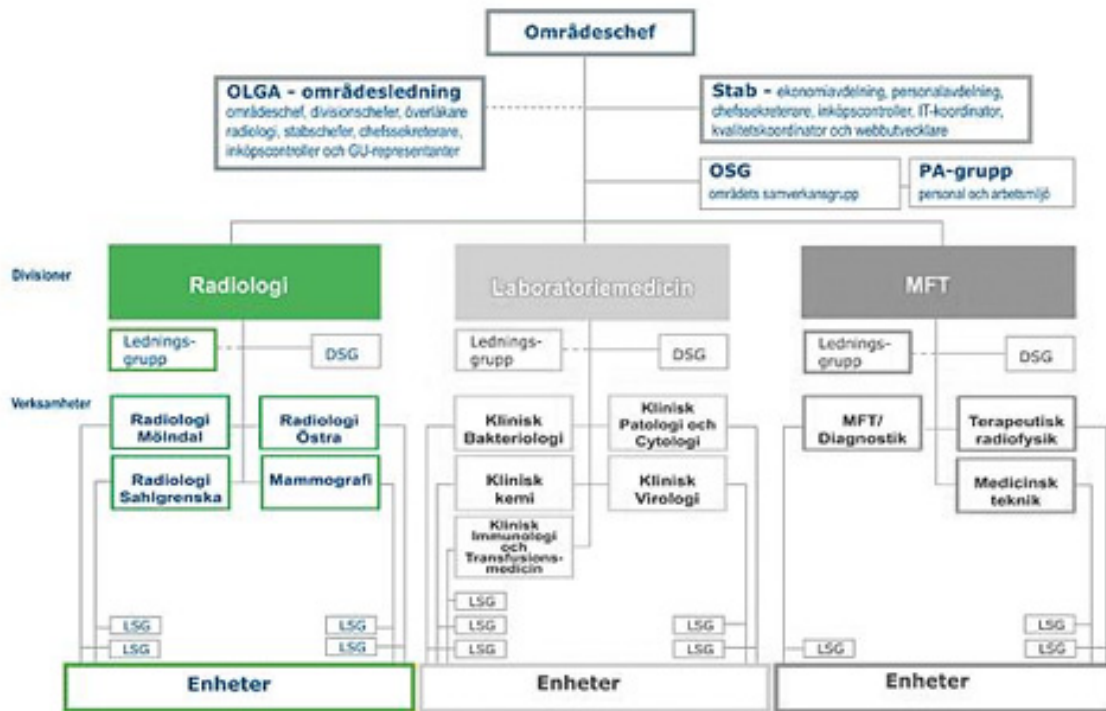 Områdeschef
OLGA - områdesledning
områdeschef, divisionschefer, överläkare
radiologi, stabschefer, chefssekreterare,
inköpscontroller och GU-representanter
Stab - ekonomiavdelning, personalavdelning,
chefssekreterare, inköpscontroller, IT-koordinator,
kvalitetskoordinator och webbutvecklare
OSG
områdets samverkansgrupp
PA-grupp
personal och arbetsmiljö
Divisioner
Radiologi
Laboratoriemedicin
MFT
Lednings-
grupp
DSG
Lednings-
grupp
DSG
Lednings-
grupp
DSG
Verksamheter
Radiologi
Mölndal
Radiologi
Östra
Radiologi
Sahlgrenska
Mammografi
Klinisk
Bakteriologi
Klinisk
Patologi och
Cytologi
Klinisk
kemi
Klinisk
Virologi
Klinisk
Immunologi
och
Transfusions-
medicin
MFT/
Diagnostik
Terapeutisk
radiofysik
Medicinsk
teknik
LSG
LSG
LSG
LSG
LSG
LSG
LSG
LSG
LSG
LSG
LSG
LSG
Enheter
Enheter
Enheter